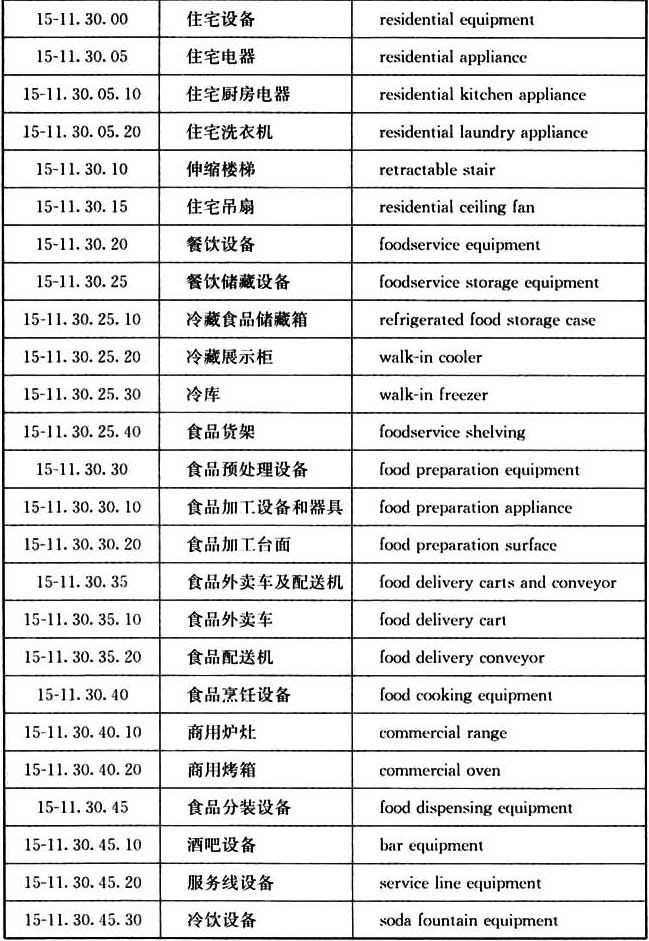 15-11.30.00 住宅设备 residential equipment
15-11.30.05 住宅电器 residential appliance
15-11.30.05.10 住宅厨房电器 residential kitchen appliance
15-11.30.05.20 住宅洗衣机 residential laundry appliance
15-11.30.10 伸缩楼梯 retractable stair
15-11.30.15 住宅吊扇 residential ceiling fan
15-11.30.20 餐饮设备 foodservice equipment
15-11.30.25 餐饮储藏设备 foodservice storage equipment
15-11.30.25.10 冷藏食品储藏箱 refrigerated food storage case
15-11.30.25.20 冷藏展示柜 walk-in cooler
15-11.30.25.30 冷库 walk-in freezer
15-11.30.25.40 食品货架 foodservice shelving
15-11.30.30 食品预处理设备 food preparation equipment
15-11.30.30.10 食品加工设备和器具 food preparation appliance
15-11.30.30.20 食品加工台面 food preparation surface
15-11.30.35 食品外卖车及配送机 food delivery carts and conveyor
15-11.30.35.10 食品外卖车 food delivery cart
15-11.30.35.20 食品配送机 food delivery conveyor
15-11.30.40 食品烹饪设备 food cooking equipment
15-11.30.40.10 商用炉灶 commercial range
15-11.30.40.20 商用烤箱 commercial oven
15-11.30.45 食品分装设备 food dispensing equipment
15-11.30.45.10 酒吧设备 bar equipment
15-11.30.45.20 服务线设备 service line equipment
15-11.30.45.30 冷饮设备 soda fountain equipment